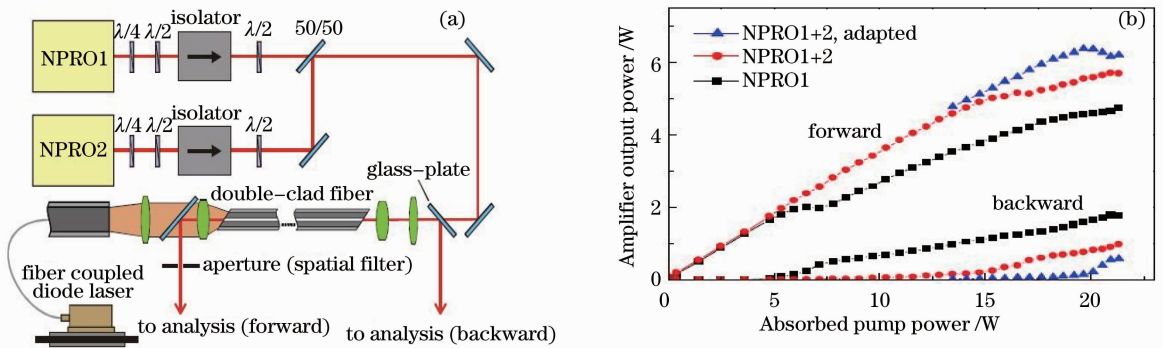 (a)
isolator
λ/4 λ/2
λ/2
50/50
NPRO1
isolator
λ/4 λ/2
λ/2
NPRO2
glass-plate
double-clad fiber
aperture (spatial filter)
fiber coupled
diode laser
to analysis (forward)
to analysis (backward)
(b)
NPRO1+2, adapted
NPRO1+2
NPRO1
forward
backward
Amplifier output power /W
6
4
2
0
0
5
10
15
20
Absorbed pump power /W